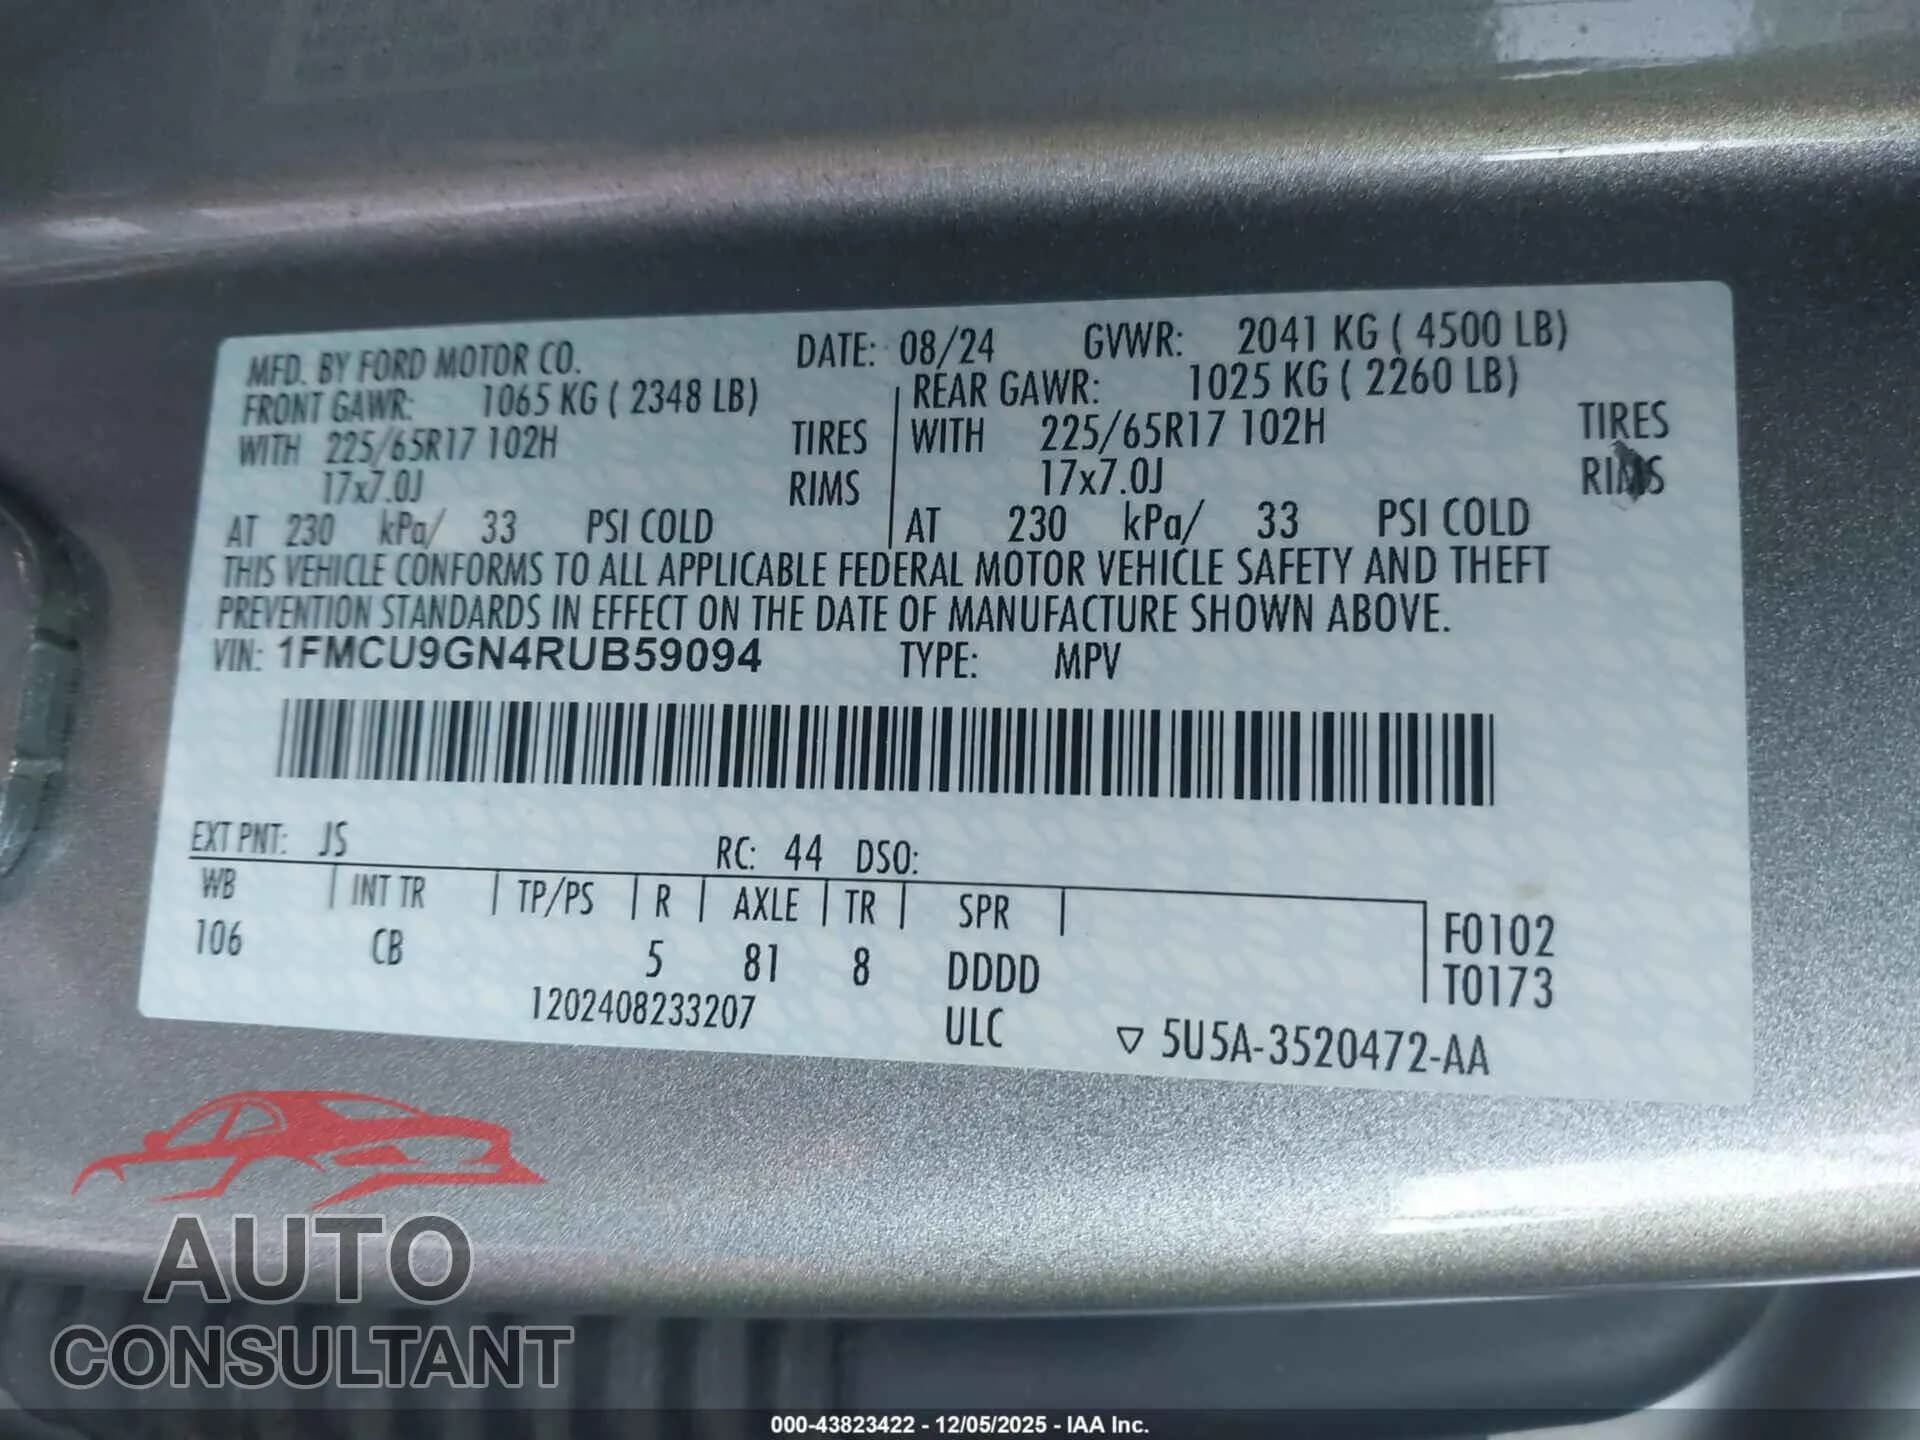 MFD. BY FORD MOTOR CO. DATE: 08/24 GVWR: 2041 KG ( 4500 LB)
FRONT GAWR: 1065 KG ( 2348 LB) REAR GAWR: 1025 KG ( 2260 LB)
WITH 225/65R17 102H TIRES WITH 225/65R17 102H TIRES
17x7.0J RIMS 17x7.0J RIMS
AT 230 kPa/ 33 PSI COLD AT 230 kPa/ 33 PSI COLD
THIS VEHICLE CONFORMS TO ALL APPLICABLE FEDERAL MOTOR VEHICLE SAFETY AND THEFT
PREVENTION STANDARDS IN EFFECT ON THE DATE OF MANUFACTURE SHOWN ABOVE.
VIN: 1FMCU9GN4RUB59094 TYPE: MPV
EXT PNT: JS RC: 44 DSO:
WB INT TR TP/PS R AXLE TR SPR F0102
106 CB 5 81 8 DDDD T0173
1202408233207 ULC ▽ 5U5A-3520472-AA
AUTO
CONSULTANT
000-43823422 - 12/05/2025 - IAA Inc.